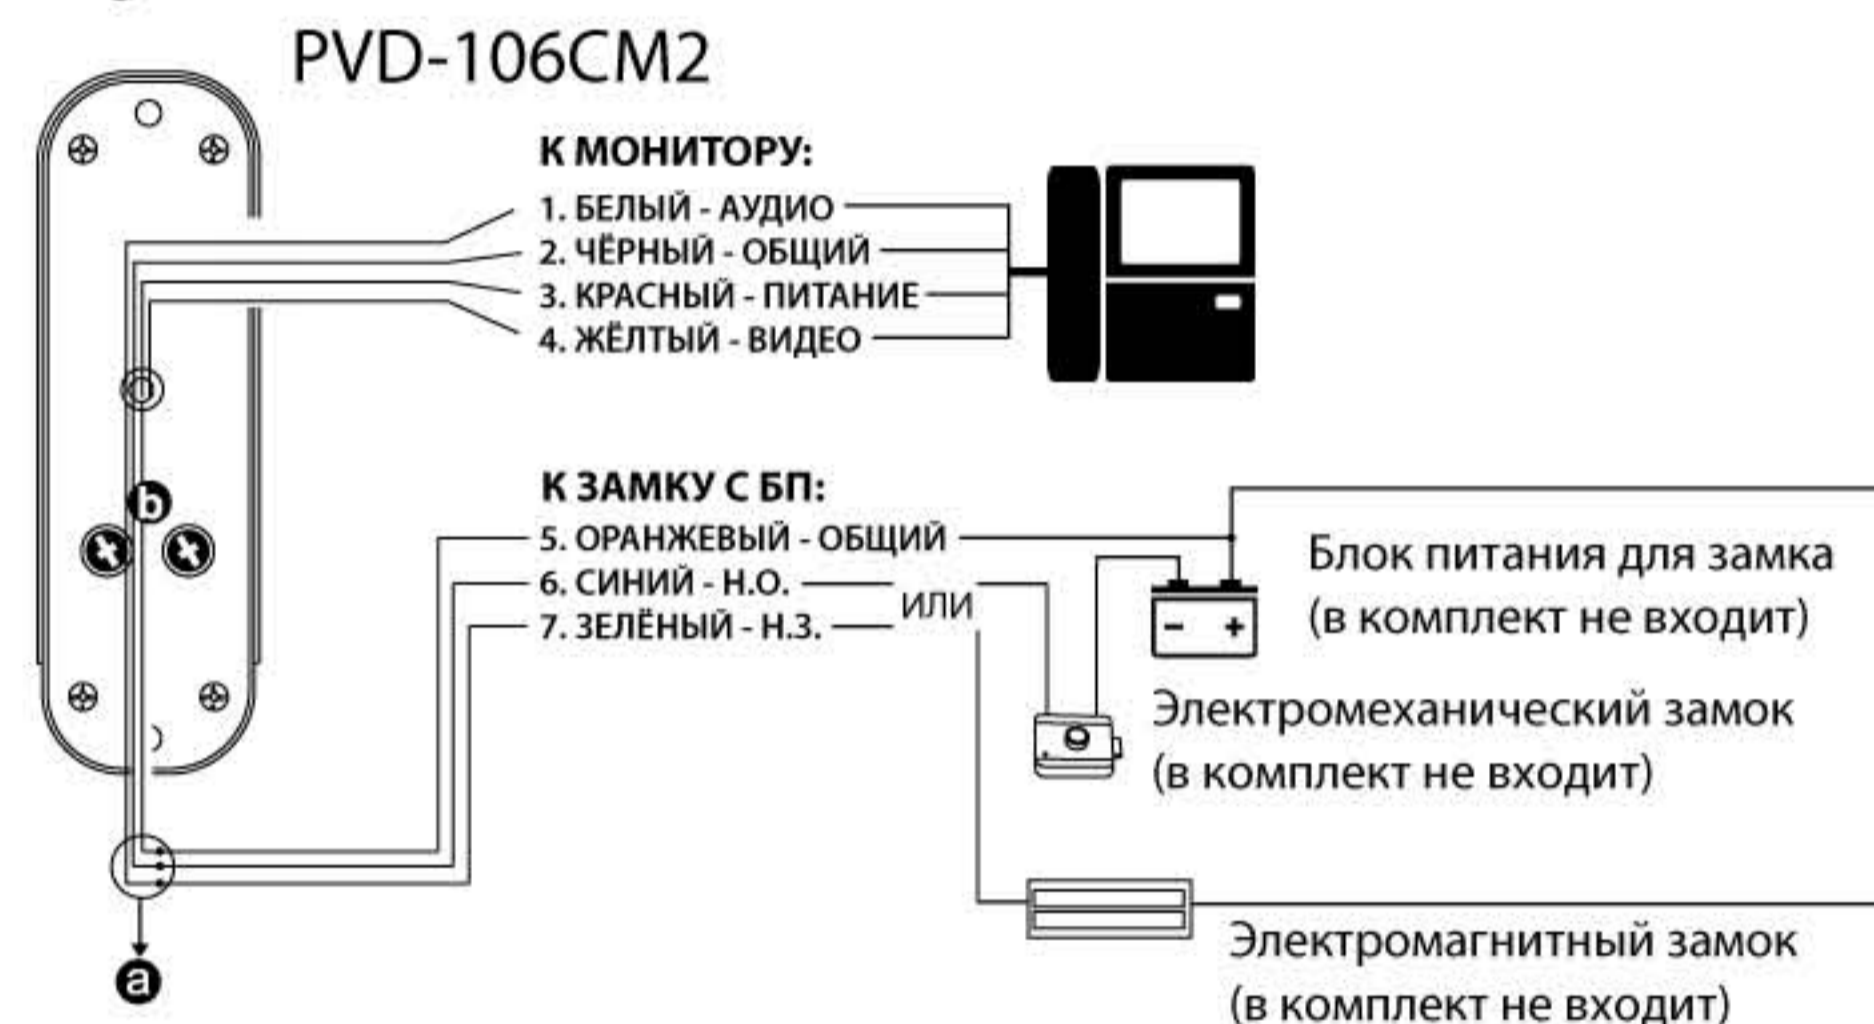 PVD-106CM2
К МОНИТОРУ:
1. БЕЛЫЙ - АУДИО
2. ЧЁРНЫЙ - ОБЩИЙ
3. КРАСНЫЙ - ПИТАНИЕ
4. ЖЁЛТЫЙ - ВИДЕО
b
К ЗАМКУ С БП:
5. ОРАНЖЕВЫЙ - ОБЩИЙ
6. СИНИЙ - Н.О.
ИЛИ
7. ЗЕЛЁНЫЙ - Н.З.
- +
Блок питания для замка
(в комплект не входит)
Электромеханический замок
(в комплект не входит)
a
Электромагнитный замок
(в комплект не входит)